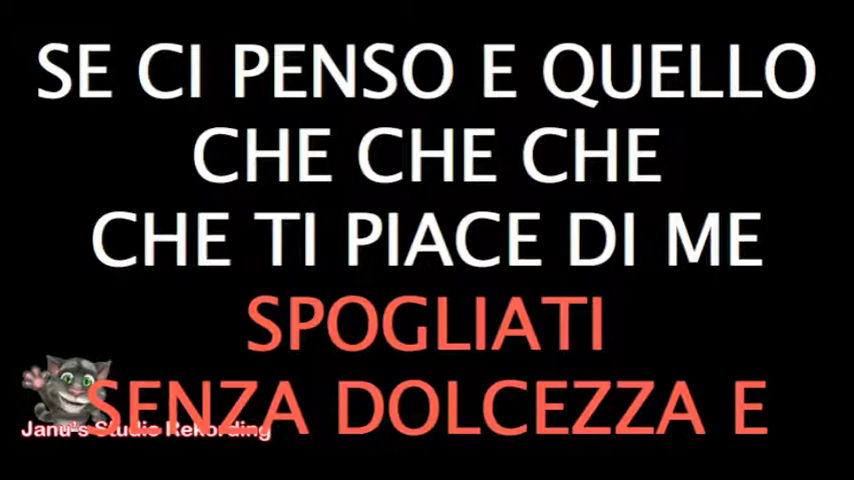 SE CI PENSO E QUELLO
CHE CHE CHE
CHE TI PIACE DI ME
SPOGLIATI
SENZA DOLCEZZA E
Janu's Studio Rekording